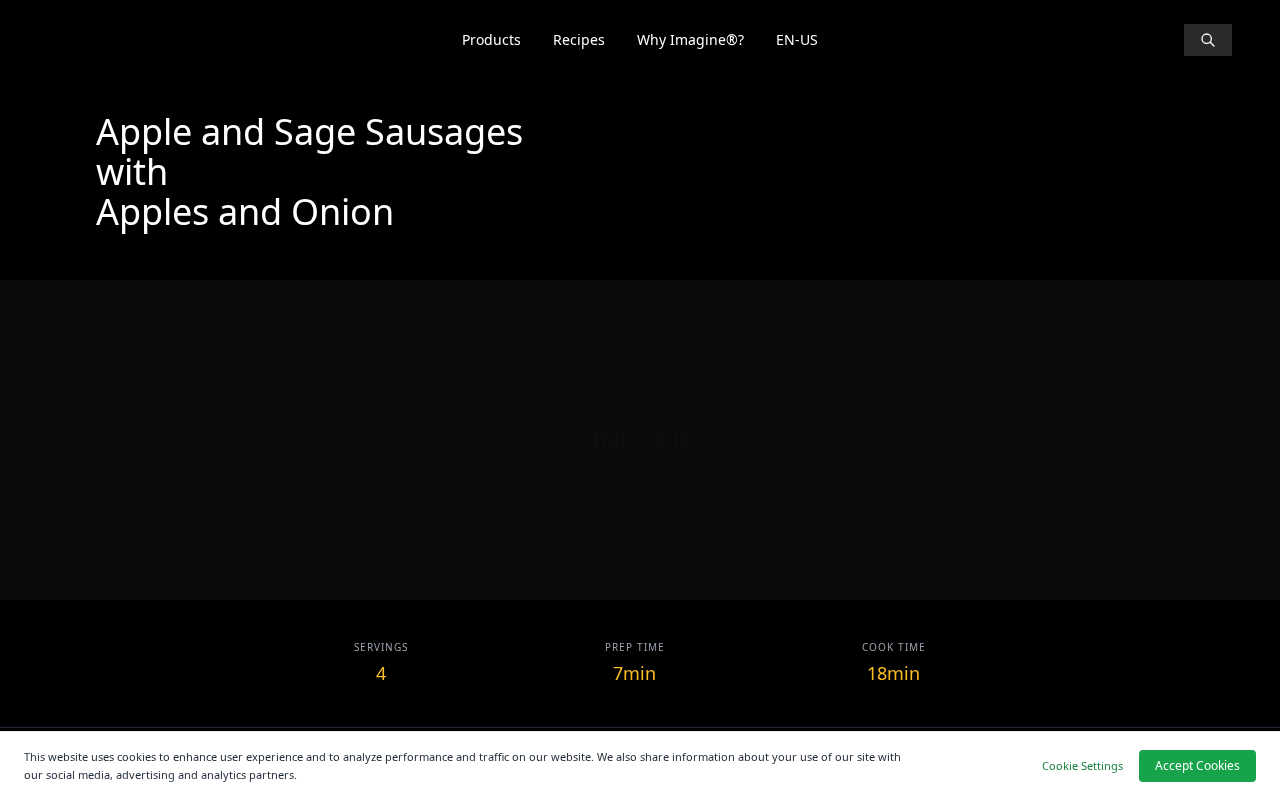 Products Recipes Why Imagine®? EN-US
Apple and Sage Sausages
with
Apples and Onion
1600×500
SERVINGS PREP TIME COOK TIME
4 7min 18min
This website uses cookies to enhance user experience and to analyze performance and traffic on our website. We also share information about your use of our site with
our social media, advertising and analytics partners.
Cookie Settings Accept Cookies